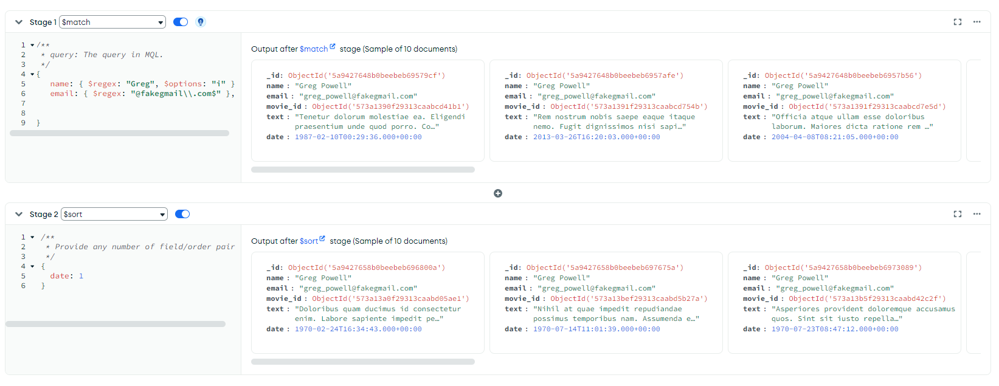 Stage 1 $match
1 /**
2 * query: The query in MQL.
3 */
4 {
5 name: { $regex: "Greg", $options: "i" }
6 email: { $regex: "@fakegmail\\.com$" },
7
8
9 }
Output after $match stage (Sample of 10 documents)
_id: ObjectId('5a9427648b0beebeb69579cf')
name : "Greg Powell"
email : "greg_powell@fakegmail.com"
movie_id : ObjectId('573a1390f29313caabcd41b1')
text : "Tenetur dolorum molestiae ea. Eligendi
praesentium unde quod porro. Co…"
date : 1987-02-10T00:29:36.000+00:00
_id: ObjectId('5a9427648b0beebeb6957afe')
name : "Greg Powell"
email : "greg_powell@fakegmail.com"
movie_id : ObjectId('573a1391f29313caabcd754b')
text : "Rem nostrum nobis saepe eaque itaque
nemo. Fugit dignissimos nisi sapi…"
date : 2013-03-26T16:20:03.000+00:00
_id: ObjectId('5a9427648b0beebeb6957b56')
name : "Greg Powell"
email : "greg_powell@fakegmail.com"
movie_id : ObjectId('573a1391f29313caabcd7e5d')
text : "Officia atque ullam esse doloribus
laborum. Maiores dicta ratione rem …"
date : 2004-04-08T08:21:05.000+00:00
Stage 2 $sort
1 /**
2 * Provide any number of field/order pair
3 */
4 {
5 date: 1
6 }
Output after $sort stage (Sample of 10 documents)
_id: ObjectId('5a9427658b0beebeb696800a')
name : "Greg Powell"
email : "greg_powell@fakegmail.com"
movie_id : ObjectId('573a13a0f29313caabd05ae1')
text : "Doloribus quam ducimus id consectetur
enim. Labore sapiente impedit pe…"
date : 1970-02-24T16:34:43.000+00:00
_id: ObjectId('5a9427658b0beebeb697675a')
name : "Greg Powell"
email : "greg_powell@fakegmail.com"
movie_id : ObjectId('573a13bef29313caabd5b27a')
text : "Nihil at quae impedit repudiandae
possimus temporibus nam. Assumenda e…"
date : 1970-07-14T11:01:39.000+00:00
_id: ObjectId('5a9427658b0beebeb6973089')
name : "Greg Powell"
email : "greg_powell@fakegmail.com"
movie_id : ObjectId('573a13b5f29313caabd42c2f')
text : "Asperiores provident doloremque accusamus
quos. Sint sit iusto repella…"
date : 1970-07-23T08:47:12.000+00:00